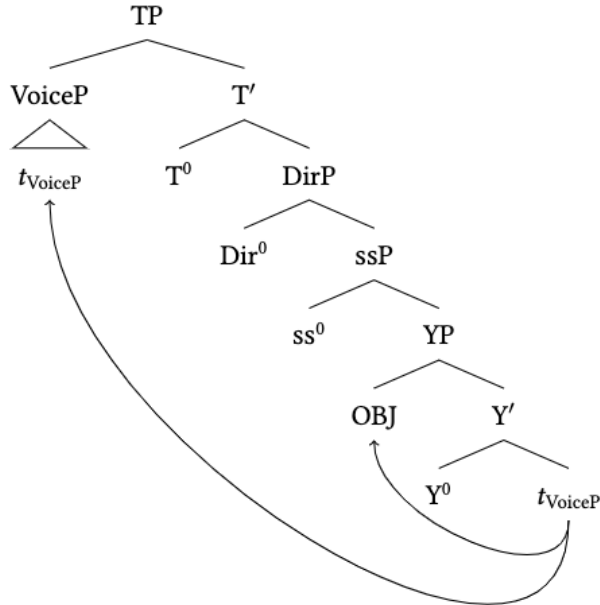 TP
VoiceP T′
t_VoiceP T⁰ DirP
Dir⁰ ssP
ss⁰ YP
OBJ Y′
Y⁰ t_VoiceP